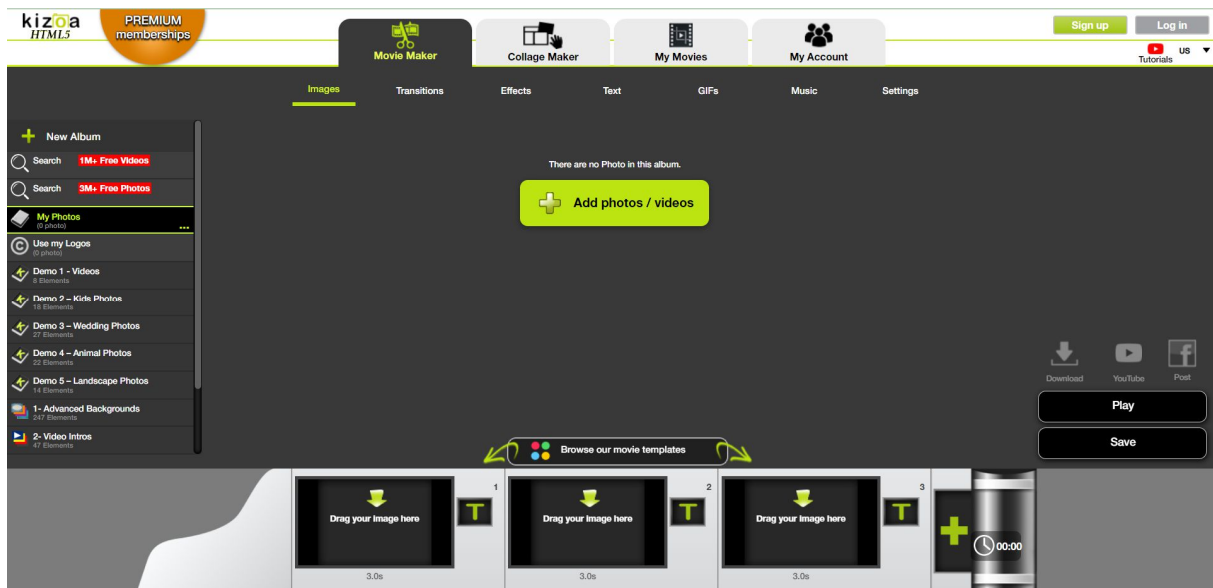 kizoa
HTML5
PREMIUM
memberships
Movie Maker
Collage Maker
My Movies
My Account
Sign up
Log in
Tutorials
US
Images
Transitions
Effects
Text
GIFs
Music
Settings
New Album
Search 1M+ Free Videos
Search 3M+ Free Photos
My Photos
(0 photo)
...
Use my Logos
(0 photo)
Demo 1 - Videos
8 Elements
Demo 2 – Kids Photos
18 Elements
Demo 3 – Wedding Photos
27 Elements
Demo 4 – Animal Photos
22 Elements
Demo 5 – Landscape Photos
14 Elements
1- Advanced Backgrounds
247 Elements
2- Video Intros
47 Elements
There are no Photo in this album.
Add photos / videos
Download
YouTube
Post
Play
Save
Browse our movie templates
Drag your Image here
T
1
3.0s
Drag your Image here
T
2
3.0s
Drag your Image here
T
3
3.0s
00:00